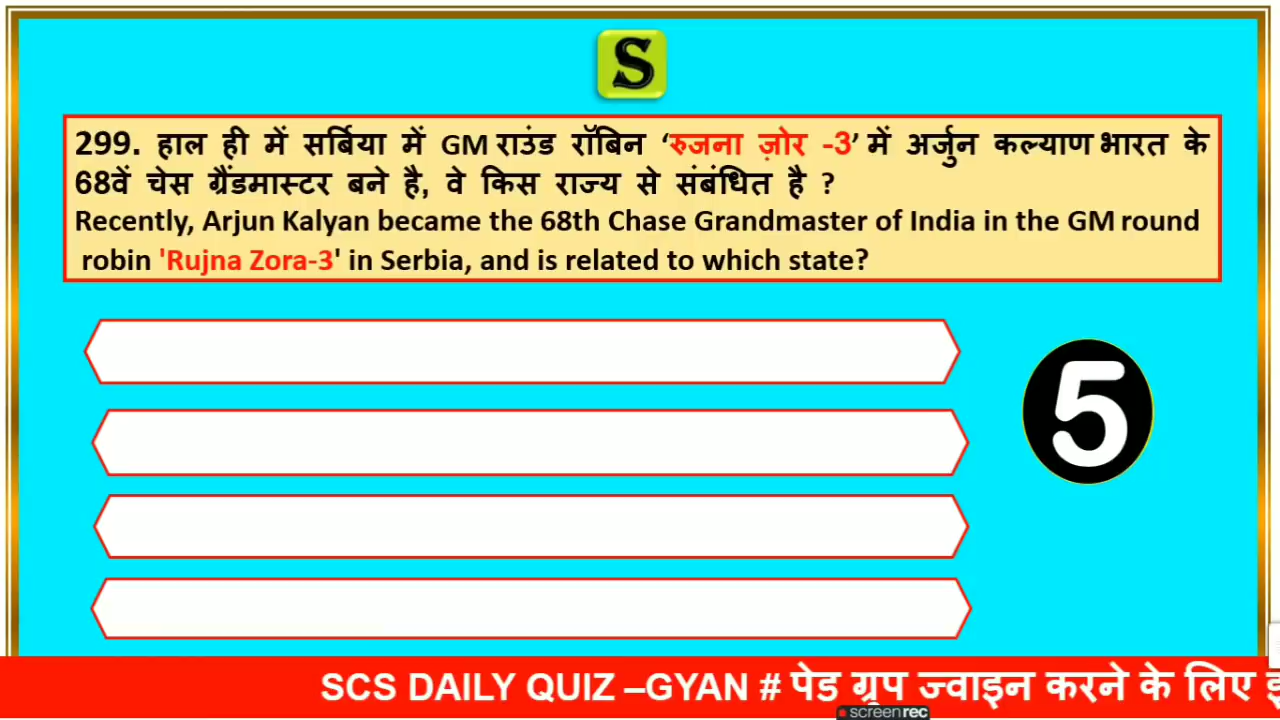 S
299. हाल ही में सर्बिया में GM राउंड रॉबिन ‘रुजना ज़ोर -3’ में अर्जुन कल्याण भारत के
68वें चेस ग्रैंडमास्टर बने है, वे किस राज्य से संबंधित है ?
Recently, Arjun Kalyan became the 68th Chase Grandmaster of India in the GM round
robin 'Rujna Zora-3' in Serbia, and is related to which state?
5
SCS DAILY QUIZ –GYAN # पेड ग्रुप ज्वाइन करने के लिए
screenrec